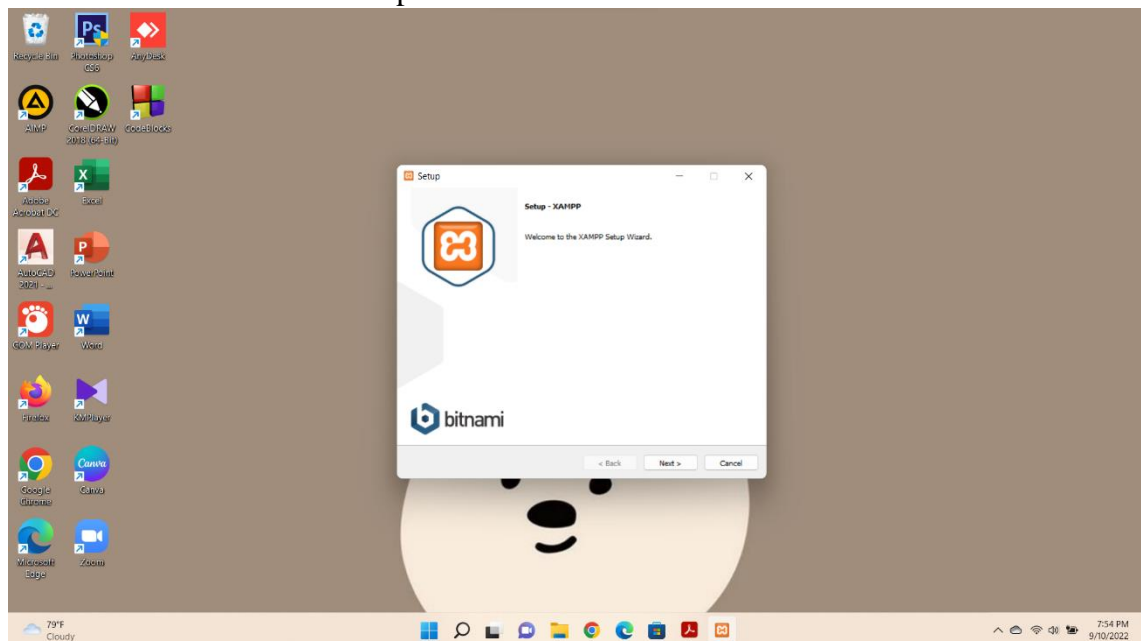 Recycle Bin
Photoshop
CS6
AnyDesk
AIMP
CorelDRAW
2018 (64-Bit)
CodeBlocks
Adobe
Acrobat DC
Excel
AutoCAD
2021 - ...
PowerPoint
GOM Player
Word
Firefox
KMPlayer
Google
Chrome
Canva
Microsoft
Edge
Zoom
Setup
Setup - XAMPP
Welcome to the XAMPP Setup Wizard.
bitnami
< Back
Next >
Cancel
79°F
Cloudy
7:54 PM
9/10/2022